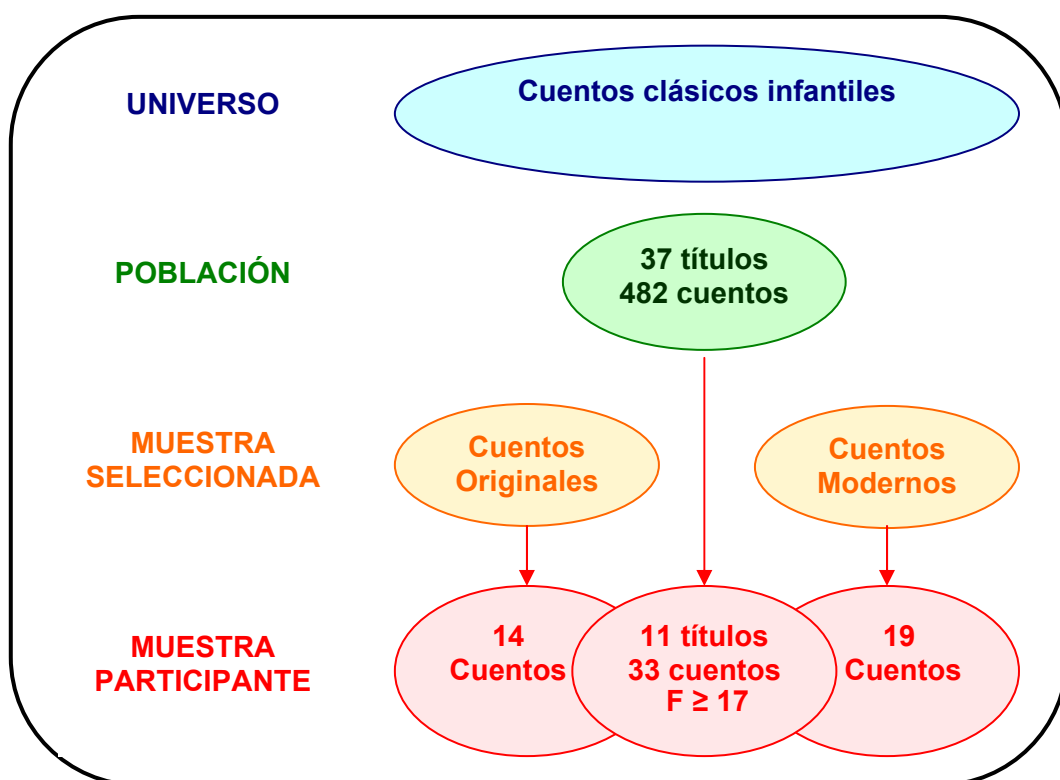 UNIVERSO
Cuentos clásicos infantiles
POBLACIÓN
37 títulos
482 cuentos
MUESTRA
SELECCIONADA
Cuentos
Originales
Cuentos
Modernos
MUESTRA
PARTICIPANTE
14
Cuentos
11 títulos
33 cuentos
F ≥ 17
19
Cuentos